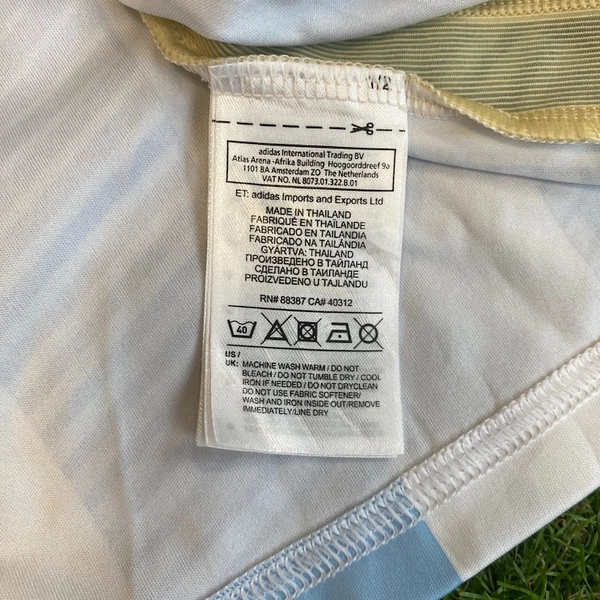 1/2
adidas International Trading BV
Atlas Arena -Afrika Building Hoogoorddreef 9a
1101 BA Amsterdam ZO The Netherlands
VAT NO. NL 8073.01.322.B.01
ET: adidas Imports and Exports Ltd
MADE IN THAILAND
FABRIQUÉ EN THAÏLANDE
FABRICADO EN TAILANDIA
FABRICADO NA TAILÂNDIA
GYÁRTVA: THAILAND
ПРОИЗВЕДЕНО В ТАЙЛАНД
СДЕЛАНО В ТАИЛАНДЕ
PROIZVEDENO U TAJLANDU
RN# 88387 CA# 40312
40
US /
UK: MACHINE WASH WARM / DO NOT
BLEACH / DO NOT TUMBLE DRY / COOL
IRON IF NEEDED / DO NOT DRYCLEAN
DO NOT USE FABRIC SOFTENER/
WASH AND IRON INSIDE OUT/REMOVE
IMMEDIATELY/LINE DRY